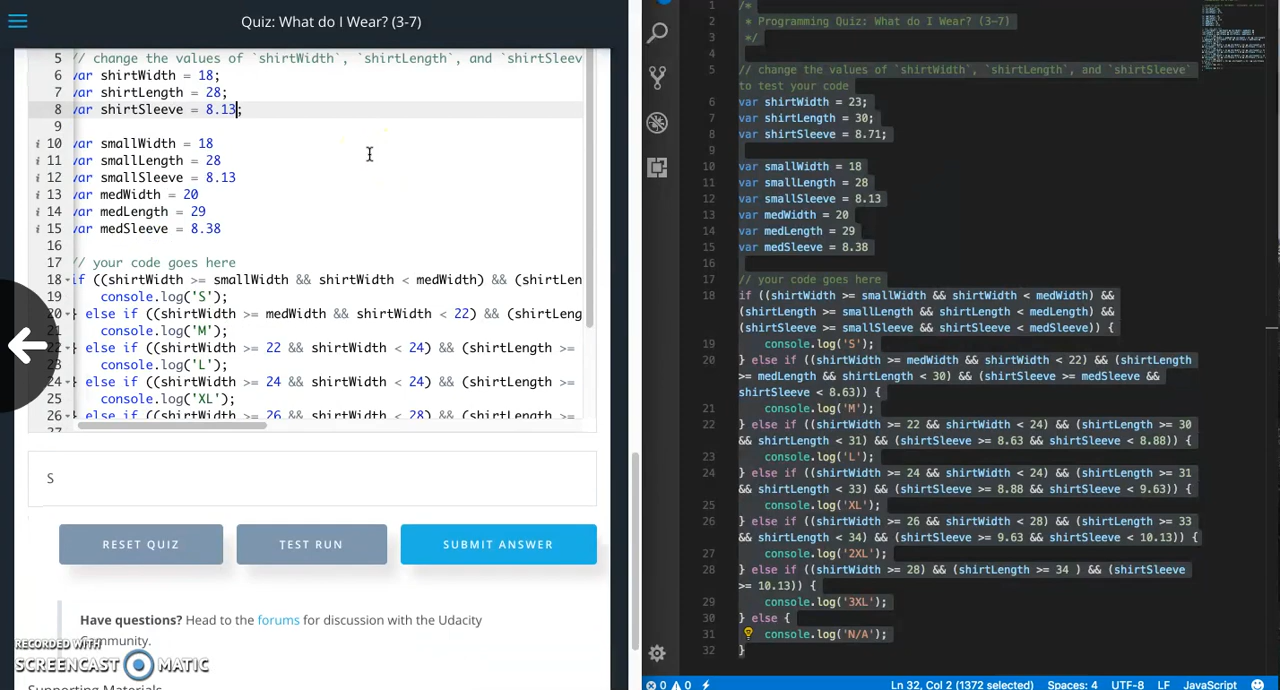 Quiz: What do I Wear? (3-7)
5 // change the values of `shirtWidth`, `shirtLength`, and `shirtSleev
6 var shirtWidth = 18;
7 var shirtLength = 28;
8 var shirtSleeve = 8.13;
9
10 var smallWidth = 18
11 var smallLength = 28
12 var smallSleeve = 8.13
13 var medWidth = 20
14 var medLength = 29
15 var medSleeve = 8.38
16
17 // your code goes here
18 if ((shirtWidth >= smallWidth && shirtWidth < medWidth) && (shirtLen
19 console.log('S');
20 } else if ((shirtWidth >= medWidth && shirtWidth < 22) && (shirtLeng
21 console.log('M');
22 } else if ((shirtWidth >= 22 && shirtWidth < 24) && (shirtLength >=
23 console.log('L');
24 } else if ((shirtWidth >= 24 && shirtWidth < 24) && (shirtLength >=
25 console.log('XL');
26 } else if ((shirtWidth >= 26 && shirtWidth < 28) && (shirtLength >=
27
S
RESET QUIZ
TEST RUN
SUBMIT ANSWER
Have questions? Head to the forums for discussion with the Udacity
Community.
RECORDED WITH
SCREENCAST MATIC
Supporting Materials
1 /*
2 * Programming Quiz: What do I Wear? (3-7)
3 */
4
5 // change the values of `shirtWidth`, `shirtLength`, and `shirtSleeve`
to test your code
6 var shirtWidth = 23;
7 var shirtLength = 30;
8 var shirtSleeve = 8.71;
9
10 var smallWidth = 18
11 var smallLength = 28
12 var smallSleeve = 8.13
13 var medWidth = 20
14 var medLength = 29
15 var medSleeve = 8.38
16
17 // your code goes here
18 if ((shirtWidth >= smallWidth && shirtWidth < medWidth) &&
(shirtLength >= smallLength && shirtLength < medLength) &&
(shirtSleeve >= smallSleeve && shirtSleeve < medSleeve)) {
19 console.log('S');
20 } else if ((shirtWidth >= medWidth && shirtWidth < 22) && (shirtLength
>= medLength && shirtLength < 30) && (shirtSleeve >= medSleeve &&
shirtSleeve < 8.63)) {
21 console.log('M');
22 } else if ((shirtWidth >= 22 && shirtWidth < 24) && (shirtLength >= 30
&& shirtLength < 31) && (shirtSleeve >= 8.63 && shirtSleeve < 8.88)) {
23 console.log('L');
24 } else if ((shirtWidth >= 24 && shirtWidth < 24) && (shirtLength >= 31
&& shirtLength < 33) && (shirtSleeve >= 8.88 && shirtSleeve < 9.63)) {
25 console.log('XL');
26 } else if ((shirtWidth >= 26 && shirtWidth < 28) && (shirtLength >= 33
&& shirtLength < 34) && (shirtSleeve >= 9.63 && shirtSleeve < 10.13)) {
27 console.log('2XL');
28 } else if ((shirtWidth >= 28) && (shirtLength >= 34 ) && (shirtSleeve
>= 10.13)) {
29 console.log('3XL');
30 } else {
31 console.log('N/A');
32 }
0 0 Ln 32, Col 2 (1372 selected) Spaces: 4 UTF-8 LF JavaScript